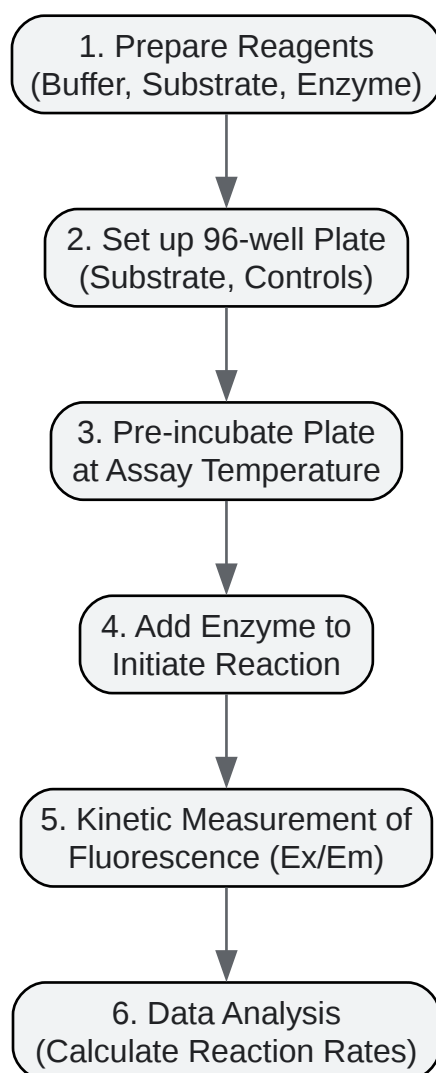 1. Prepare Reagents
(Buffer, Substrate, Enzyme)
2. Set up 96-well Plate
(Substrate, Controls)
3. Pre-incubate Plate
at Assay Temperature
4. Add Enzyme to
Initiate Reaction
5. Kinetic Measurement of
Fluorescence (Ex/Em)
6. Data Analysis
(Calculate Reaction Rates)